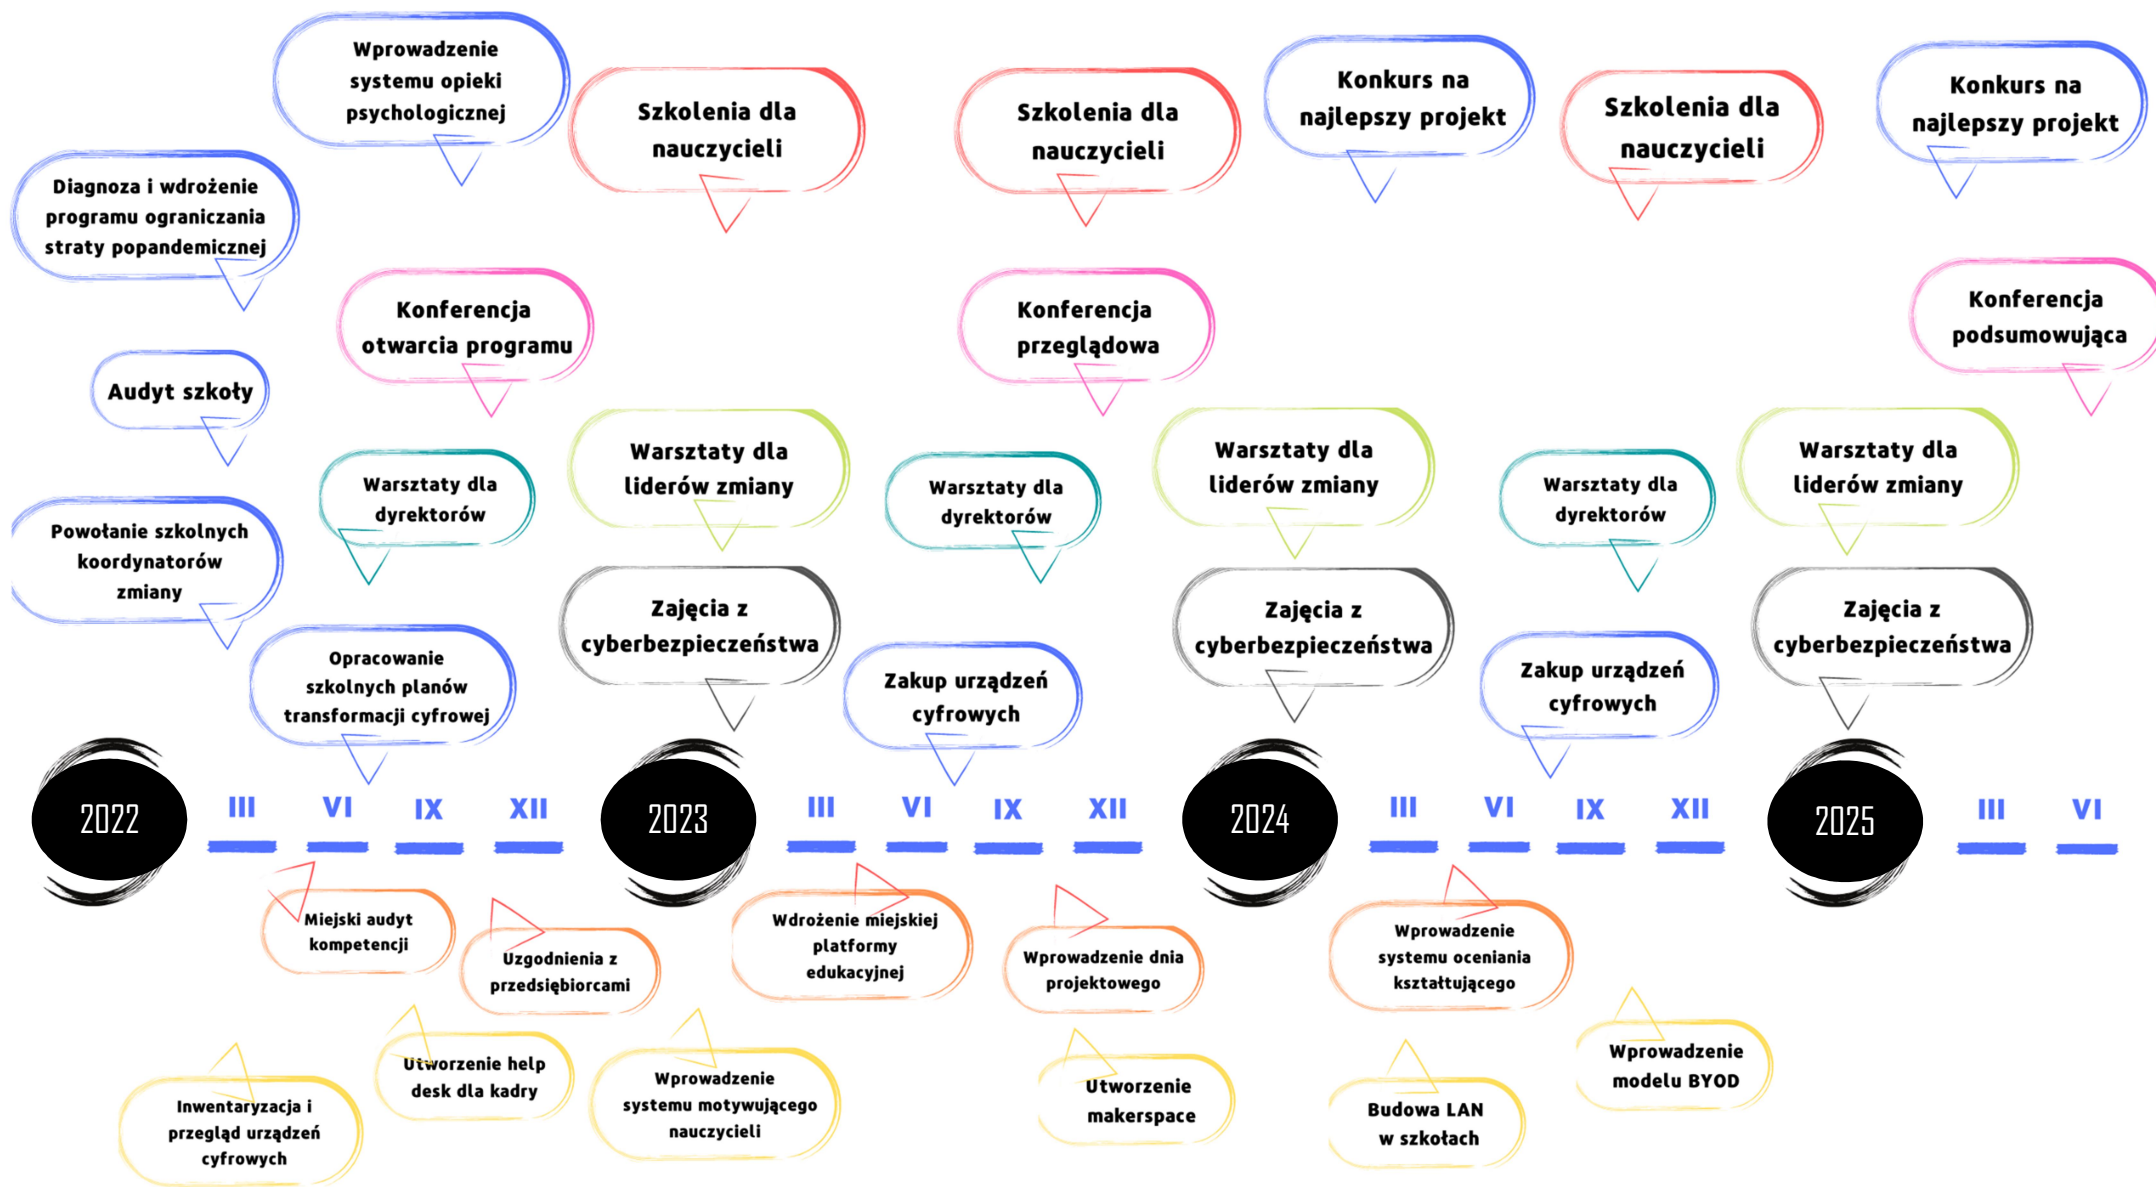 Wprowadzenie
systemu opieki
psychologicznej
Szkolenia dla
nauczycieli
Szkolenia dla
nauczycieli
Konkurs na
najlepszy projekt
Szkolenia dla
nauczycieli
Konkurs na
najlepszy projekt
Diagnoza i wdrożenie
programu ograniczania
straty popandemicznej
Konferencja
otwarcia programu
Konferencja
przeglądowa
Konferencja
podsumowująca
Audyt szkoły
Warsztaty dla
dyrektorów
Warsztaty dla
liderów zmiany
Warsztaty dla
dyrektorów
Warsztaty dla
liderów zmiany
Warsztaty dla
dyrektorów
Warsztaty dla
liderów zmiany
Powołanie szkolnych
koordynatorów
zmiany
Zajęcia z
cyberbezpieczeństwa
Zajęcia z
cyberbezpieczeństwa
Zajęcia z
cyberbezpieczeństwa
Opracowanie
szkolnych planów
transformacji cyfrowej
Zakup urządzeń
cyfrowych
Zakup urządzeń
cyfrowych
2022 III VI IX XII 2023 III VI IX XII 2024 III VI IX XII 2025 III VI
Miejski audyt
kompetencji
Uzgodnienia z
przedsiębiorcami
Wdrożenie miejskiej
platformy
edukacyjnej
Wprowadzenie dnia
projektowego
Wprowadzenie
systemu oceniania
kształtującego
Inwentaryzacja i
przegląd urządzeń
cyfrowych
Utworzenie help
desk dla kadry
Wprowadzenie
systemu motywującego
nauczycieli
Utworzenie
makerspace
Budowa LAN
w szkołach
Wprowadzenie
modelu BYOD